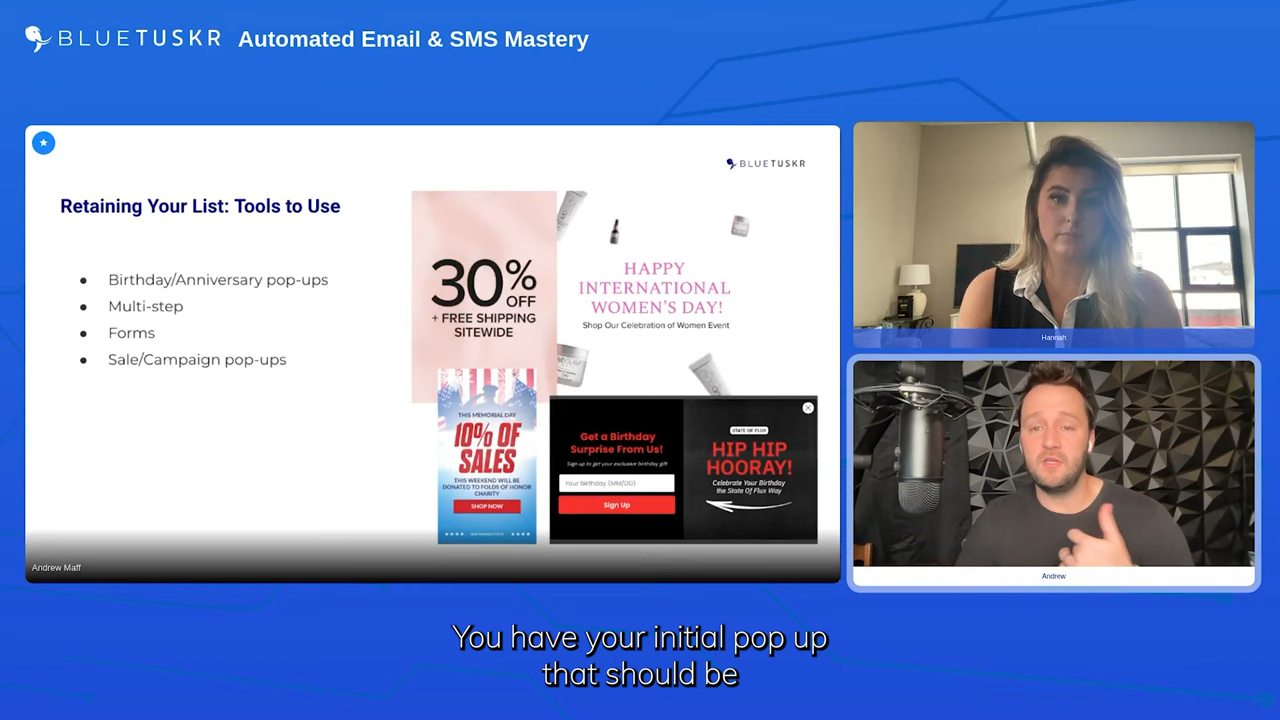 BLUETUSKR Automated Email & SMS Mastery
BLUETUSKR
Retaining Your List: Tools to Use
● Birthday/Anniversary pop-ups
● Multi-step
● Forms
● Sale/Campaign pop-ups
30% OFF
+ FREE SHIPPING
SITEWIDE
HAPPY
INTERNATIONAL
WOMEN'S DAY!
Shop Our Celebration of Women Event
THIS MEMORIAL DAY
10% OF
SALES
THIS WEEKEND WILL BE
DONATED TO FOLDS OF HONOR
CHARITY
SHOP NOW
Get a Birthday
Surprise From Us!
Sign up to get your exclusive birthday gift
Your birthday (MM/DD)
Sign Up
STATE OF FLUX
HIP HIP
HOORAY!
Celebrate Your Birthday
the State Of Flux Way
Andrew Maff
Hannah
Andrew
You have your initial pop up
that should be